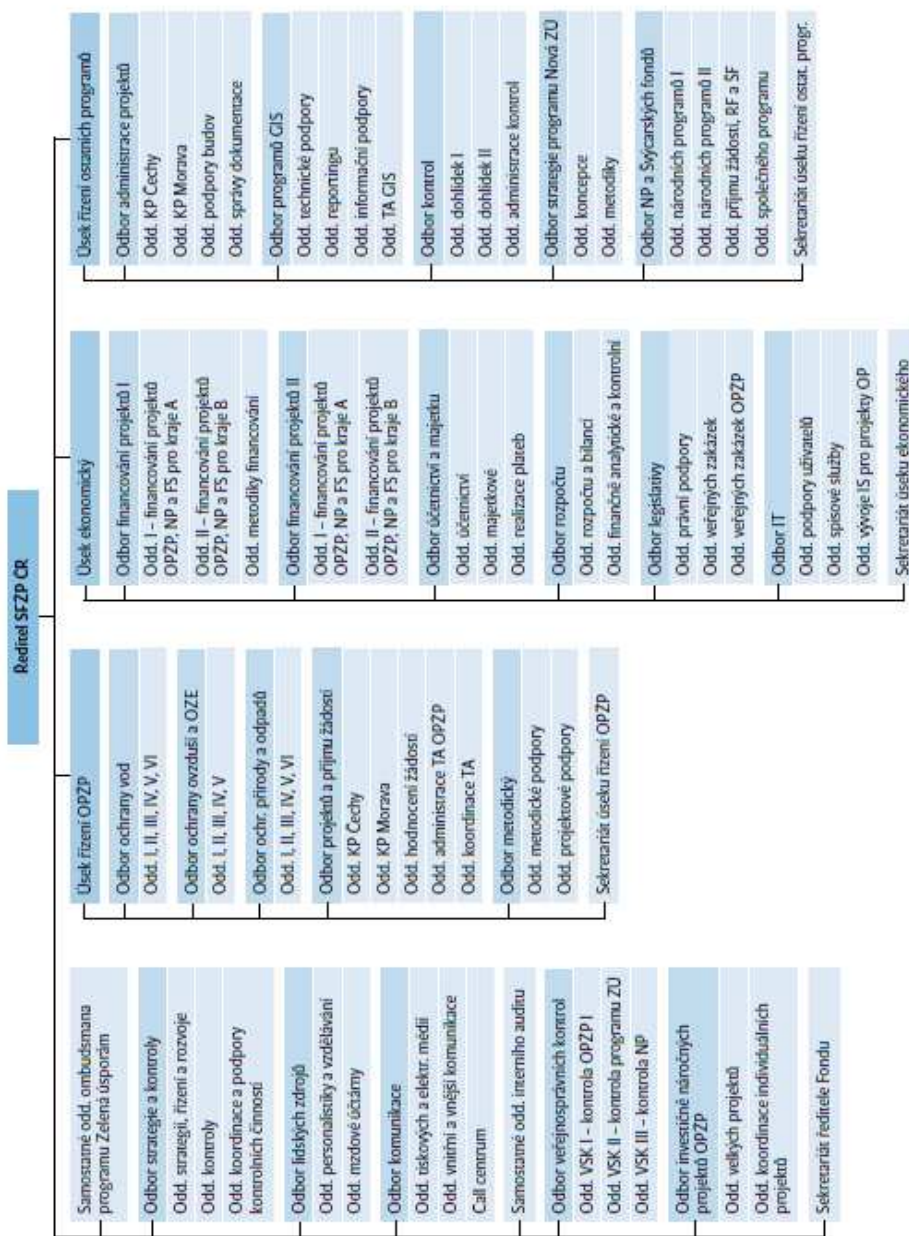 Ředitel SFŽP ČR
Samostatné odd. ombudsmana
programu Zelená úsporám
Odbor strategie a kontroly
Odd. strategií, řízení a rozvoje
Odd. kontroly
Odd. koordinace a podpory
kontrolních činností
Odbor lidských zdrojů
Odd. personalistiky a vzdělávání
Odd. mzdové účtárny
Odbor komunikace
Odd. tiskových a elektr. médií
Odd. vnitřní a vnější komunikace
Call centrum
Samostatné odd. interního auditu
Odbor veřejnosprávních kontrol
Odd. VSK I – kontrola OPŽP I
Odd. VSK II – kontrola programu ZÚ
Odd. VSK III – kontrola NP
Odbor investičně náročných
projektů OPŽP
Odd. velkých projektů
Odd. koordinace individuálních
projektů
Sekretariát ředitele Fondu
Úsek řízení OPŽP
Odbor ochrany vod
Odd. I, II, III, IV, V, VI
Odbor ochrany ovzduší a OZE
Odd. I, II, III, IV, V
Odbor ochr. přírody a odpadů
Odd. I, II, III, IV, V, VI
Odbor projektů a příjmu žádostí
Odd. KP Čechy
Odd. KP Morava
Odd. hodnocení žádostí
Odd. administrace TA OPŽP
Odd. koordinace TA
Odbor metodický
Odd. metodické podpory
Odd. projektové podpory
Sekretariát úseku řízení OPŽP
Úsek ekonomický
Odbor financování projektů I
Odd. I – financování projektů
OPŽP, NP a FS pro kraje A
Odd. II – financování projektů
OPŽP, NP a FS pro kraje B
Odd. metodiky financování
Odbor financování projektů II
Odd. I – financování projektů
OPŽP, NP a FS pro kraje A
Odd. II – financování projektů
OPŽP, NP a FS pro kraje B
Odbor účetnictví a majetku
Odd. účetnictví
Odd. majetkové
Odd. realizace plateb
Odbor rozpočtu
Odd. rozpočtu a bilancí
Odd. finančně analytické a kontrolní
Odbor legislativy
Odd. právní podpory
Odd. veřejných zakázek
Odd. veřejných zakázek OPŽP
Odbor IT
Odd. podpory uživatelů
Odd. spisové služby
Odd. vývoje IS pro projekty OP
Sekretariát úseku ekonomického
Úsek řízení ostatních programů
Odbor administrace projektů
Odd. KP Čechy
Odd. KP Morava
Odd. podpory budov
Odd. správy dokumentace
Odbor programů GIS
Odd. technické podpory
Odd. reportingu
Odd. informační podpory
Odd. TA GIS
Odbor kontrol
Odd. dohlídek I
Odd. dohlídek II
Odd. administrace kontrol
Odbor strategie programu Nová ZÚ
Odd. koncepce
Odd. metodiky
Odbor NP a Švýcarských fondů
Odd. národních programů I
Odd. národních programů II
Odd. příjmu žádostí, RF a SF
Odd. společného programu
Sekretariát úseku řízení ostat. progr.